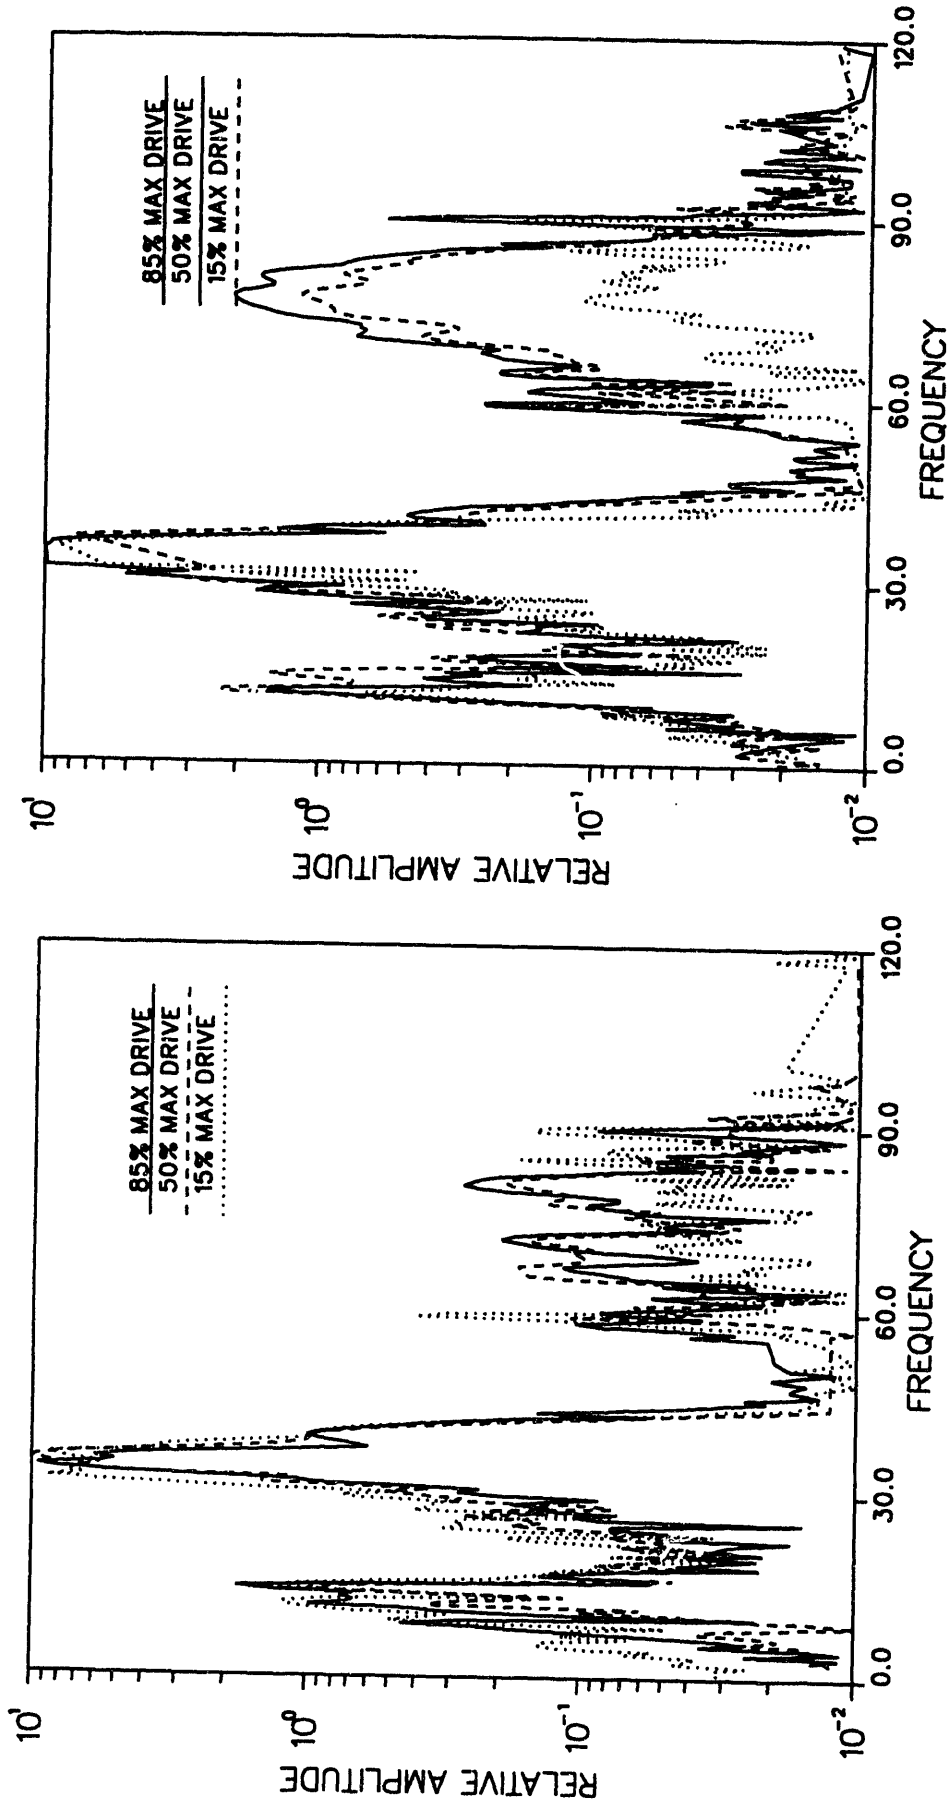 85% MAX DRIVE
50% MAX DRIVE
15% MAX DRIVE
10¹
10⁰
10⁻¹
10⁻²
RELATIVE AMPLITUDE
0.0
30.0
60.0
90.0
120.0
FREQUENCY
85% MAX DRIVE
50% MAX DRIVE
15% MAX DRIVE
10¹
10⁰
10⁻¹
10⁻²
RELATIVE AMPLITUDE
0.0
30.0
60.0
90.0
120.0
FREQUENCY